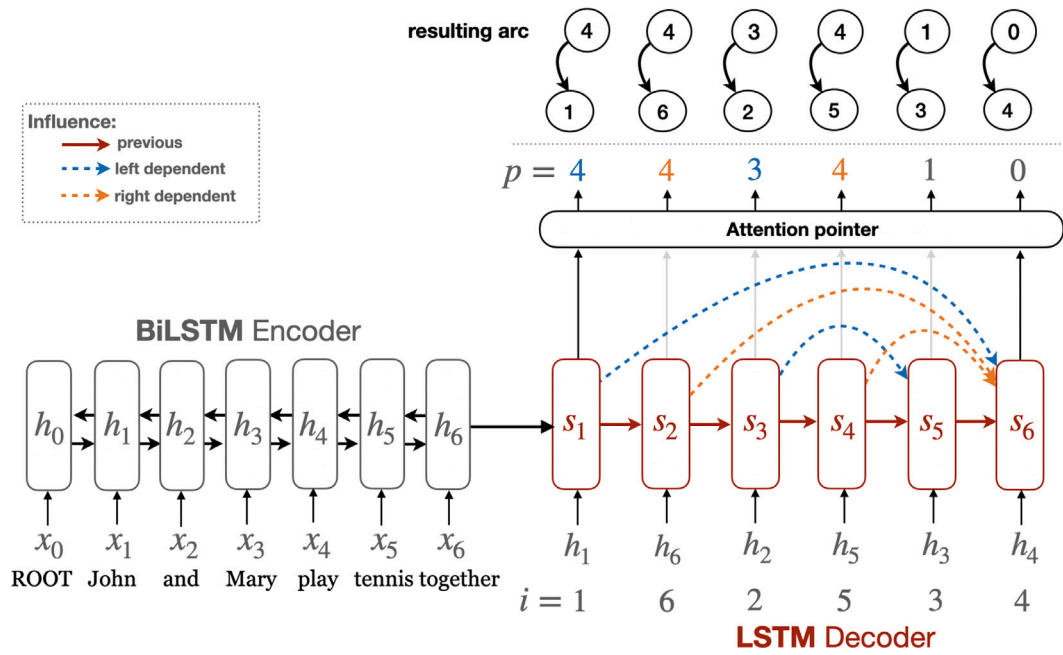 resulting arc 4 4 3 4 1 0
1 6 2 5 3 4
Influence:
previous
left dependent
right dependent
p = 4 4 3 4 1 0
Attention pointer
BiLSTM Encoder
h₀ h₁ h₂ h₃ h₄ h₅ h₆
s₁ s₂ s₃ s₄ s₅ s₆
x₀ x₁ x₂ x₃ x₄ x₅ x₆
ROOT John and Mary play tennis together
h₁ h₆ h₂ h₅ h₃ h₄
i = 1 6 2 5 3 4
LSTM Decoder